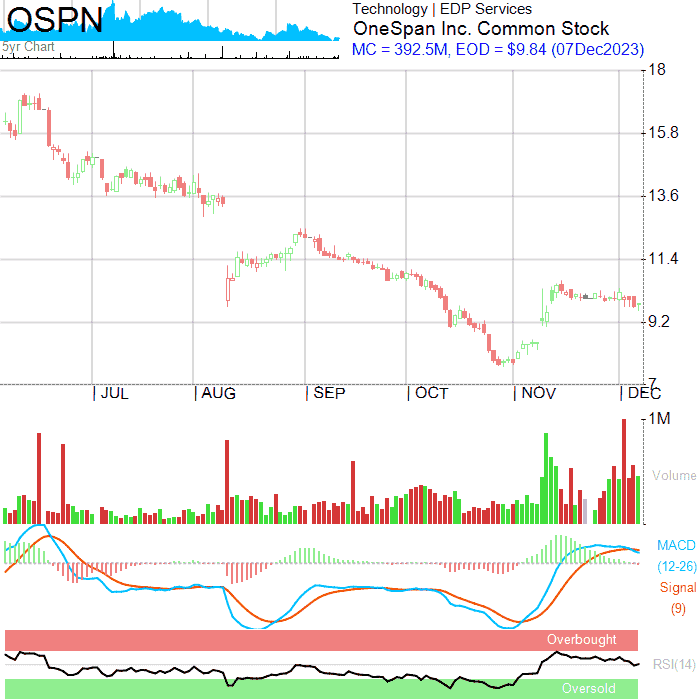 OSPN
5yr Chart
Technology | EDP Services
OneSpan Inc. Common Stock
MC = 392.5M, EOD = $9.84 (07Dec2023)
18
15.8
13.6
11.4
9.2
7
JUL
AUG
SEP
OCT
NOV
DEC
1M
Volume
MACD
(12-26)
Signal
(9)
Overbought
RSI(14)
Oversold